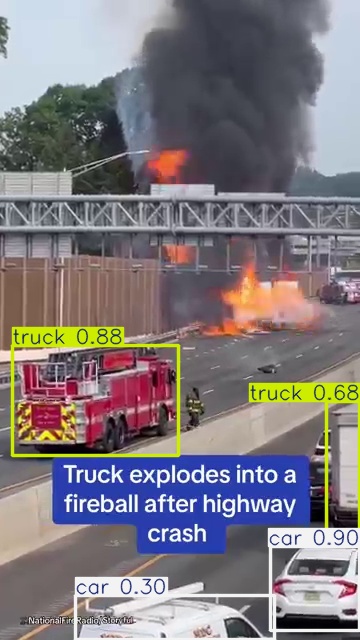 truck 0.88
truck 0.68
Truck explodes into a
fireball after highway
crash
car 0.90
car 0.30
NationalFireRadio/Storyful